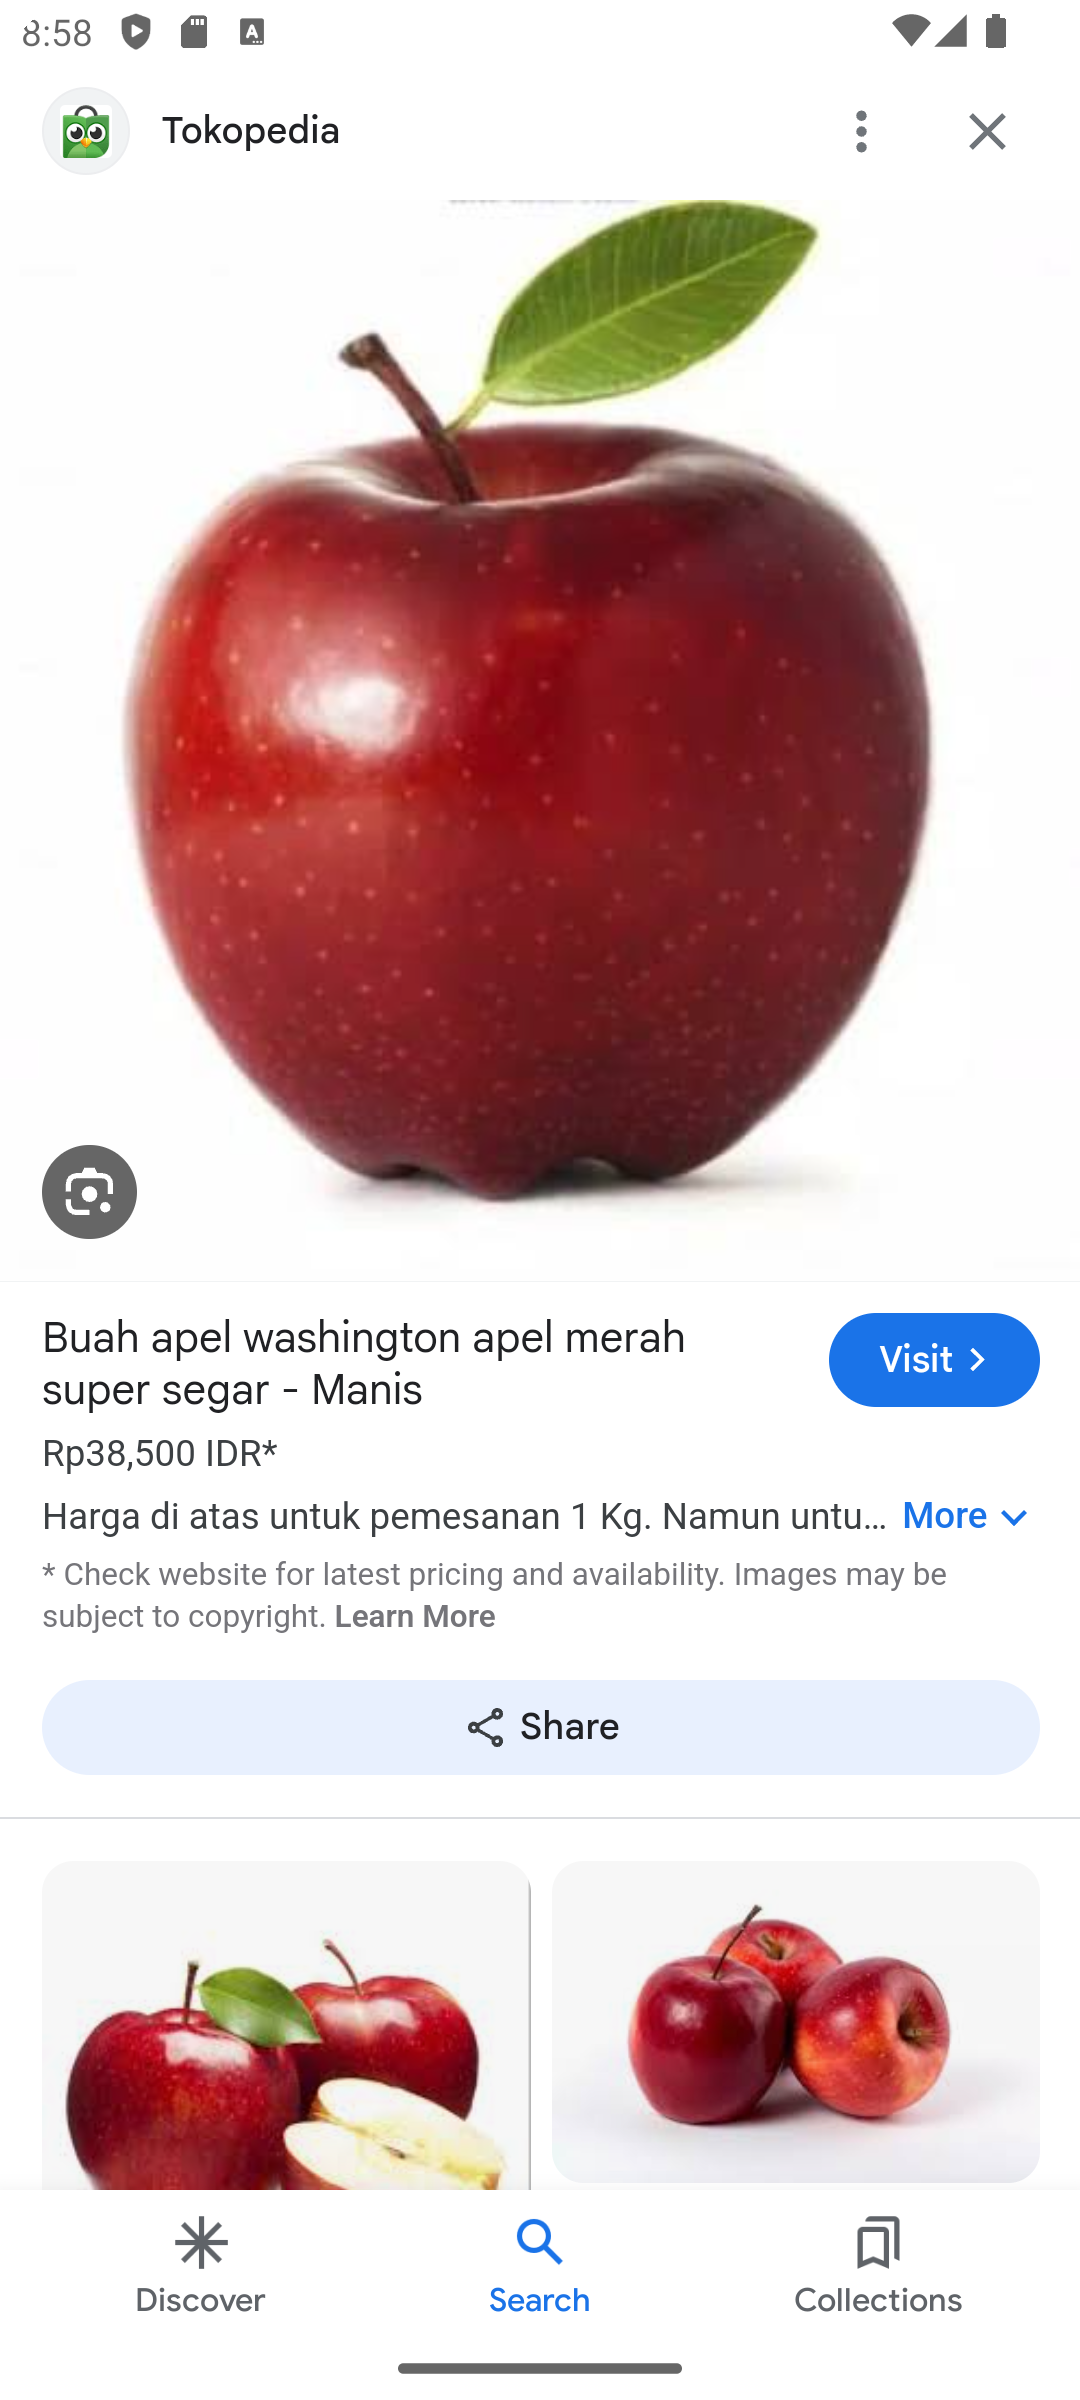 8:58
Tokopedia
Buah apel washington apel merah
super segar - Manis
Visit
Rp38,500 IDR*
Harga di atas untuk pemesanan 1 Kg. Namun untu... More
* Check website for latest pricing and availability. Images may be
subject to copyright. Learn More
Share
Discover
Search
Collections